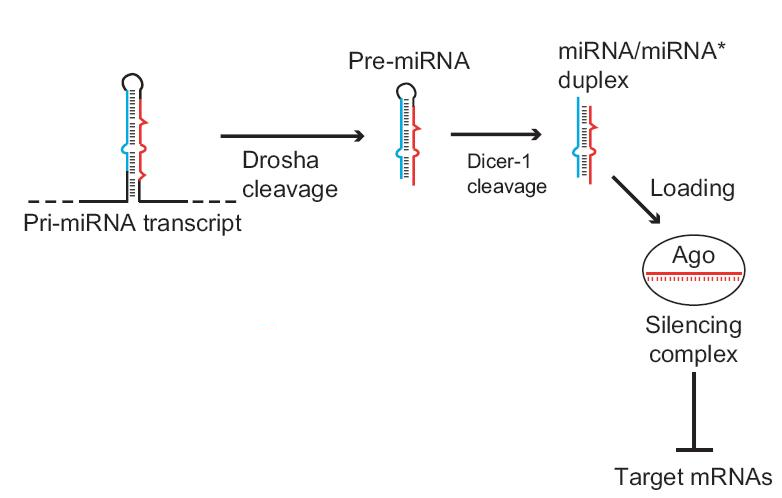 Pri-miRNA transcript
Drosha
cleavage
Pre-miRNA
Dicer-1
cleavage
miRNA/miRNA*
duplex
Loading
Ago
Silencing
complex
Target mRNAs